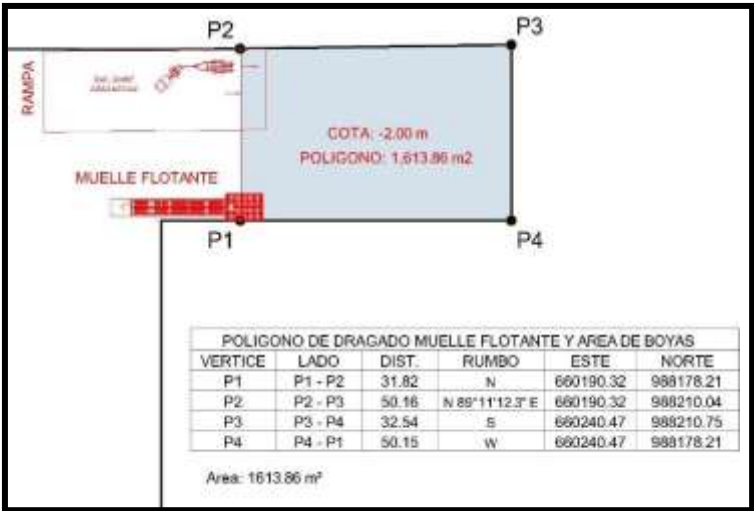 P2
P3
RAMPA
COTA: -2.00 m
POLIGONO: 1,613.86 m2
MUELLE FLOTANTE
P1
P4
POLIGONO DE DRAGADO MUELLE FLOTANTE Y AREA DE BOYAS
VERTICE LADO DIST. RUMBO ESTE NORTE
P1 P1 - P2 31.82 N 660190.32 988178.21
P2 P2 - P3 50.16 N 89°11'12.3" E 660190.32 988210.04
P3 P3 - P4 32.54 S 660240.47 988210.75
P4 P4 - P1 50.15 W 660240.47 988178.21
Area: 1613.86 m²